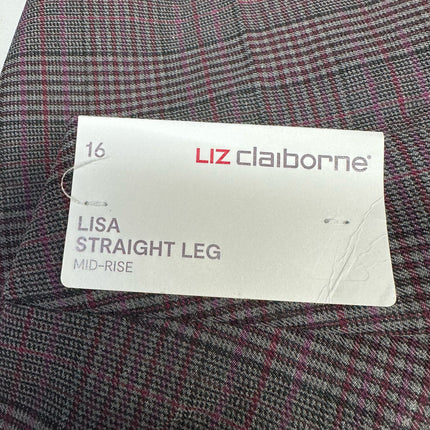 16
LIZ claiborne®
LISA
STRAIGHT LEG
MID-RISE